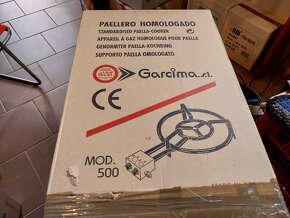 PAELLERO HOMOLOGADO
STANDARDISED PAELLA-COOKER
APPAREIL À GAZ HOMOLOGUÉ POUR PAELLA
GENORMTER PAELLA-KOCHRING
SUPPORTO PAELLA OMOLOGATO
Garcima s.l.
CE
MOD.
500